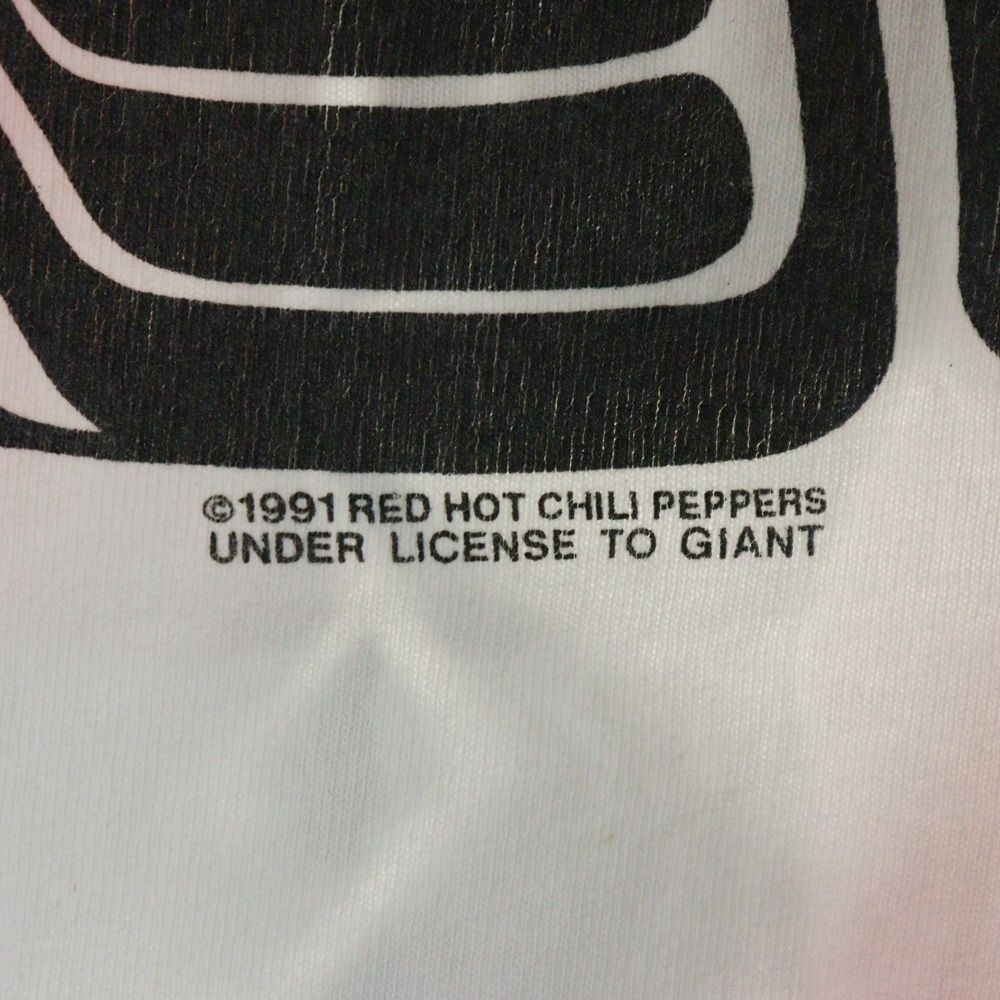 ©1991 RED HOT CHILI PEPPERS
UNDER LICENSE TO GIANT